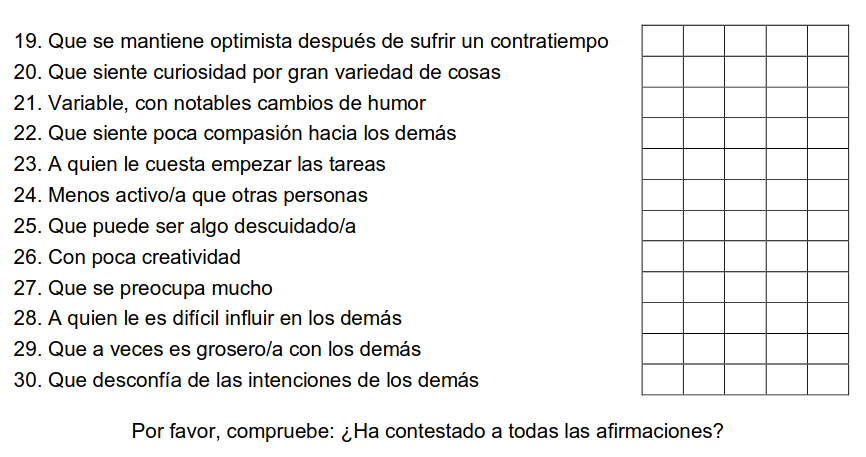 19. Que se mantiene optimista después de sufrir un contratiempo
20. Que siente curiosidad por gran variedad de cosas
21. Variable, con notables cambios de humor
22. Que siente poca compasión hacia los demás
23. A quien le cuesta empezar las tareas
24. Menos activo/a que otras personas
25. Que puede ser algo descuidado/a
26. Con poca creatividad
27. Que se preocupa mucho
28. A quien le es difícil influir en los demás
29. Que a veces es grosero/a con los demás
30. Que desconfía de las intenciones de los demás
Por favor, compruebe: ¿Ha contestado a todas las afirmaciones?